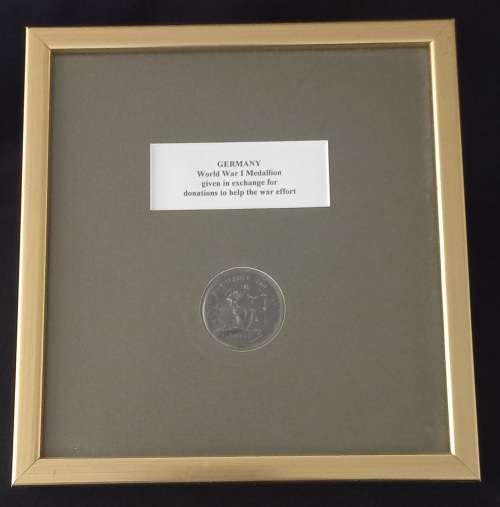 GERMANY
World War I Medallion
given in exchange for
donations to help the war effort